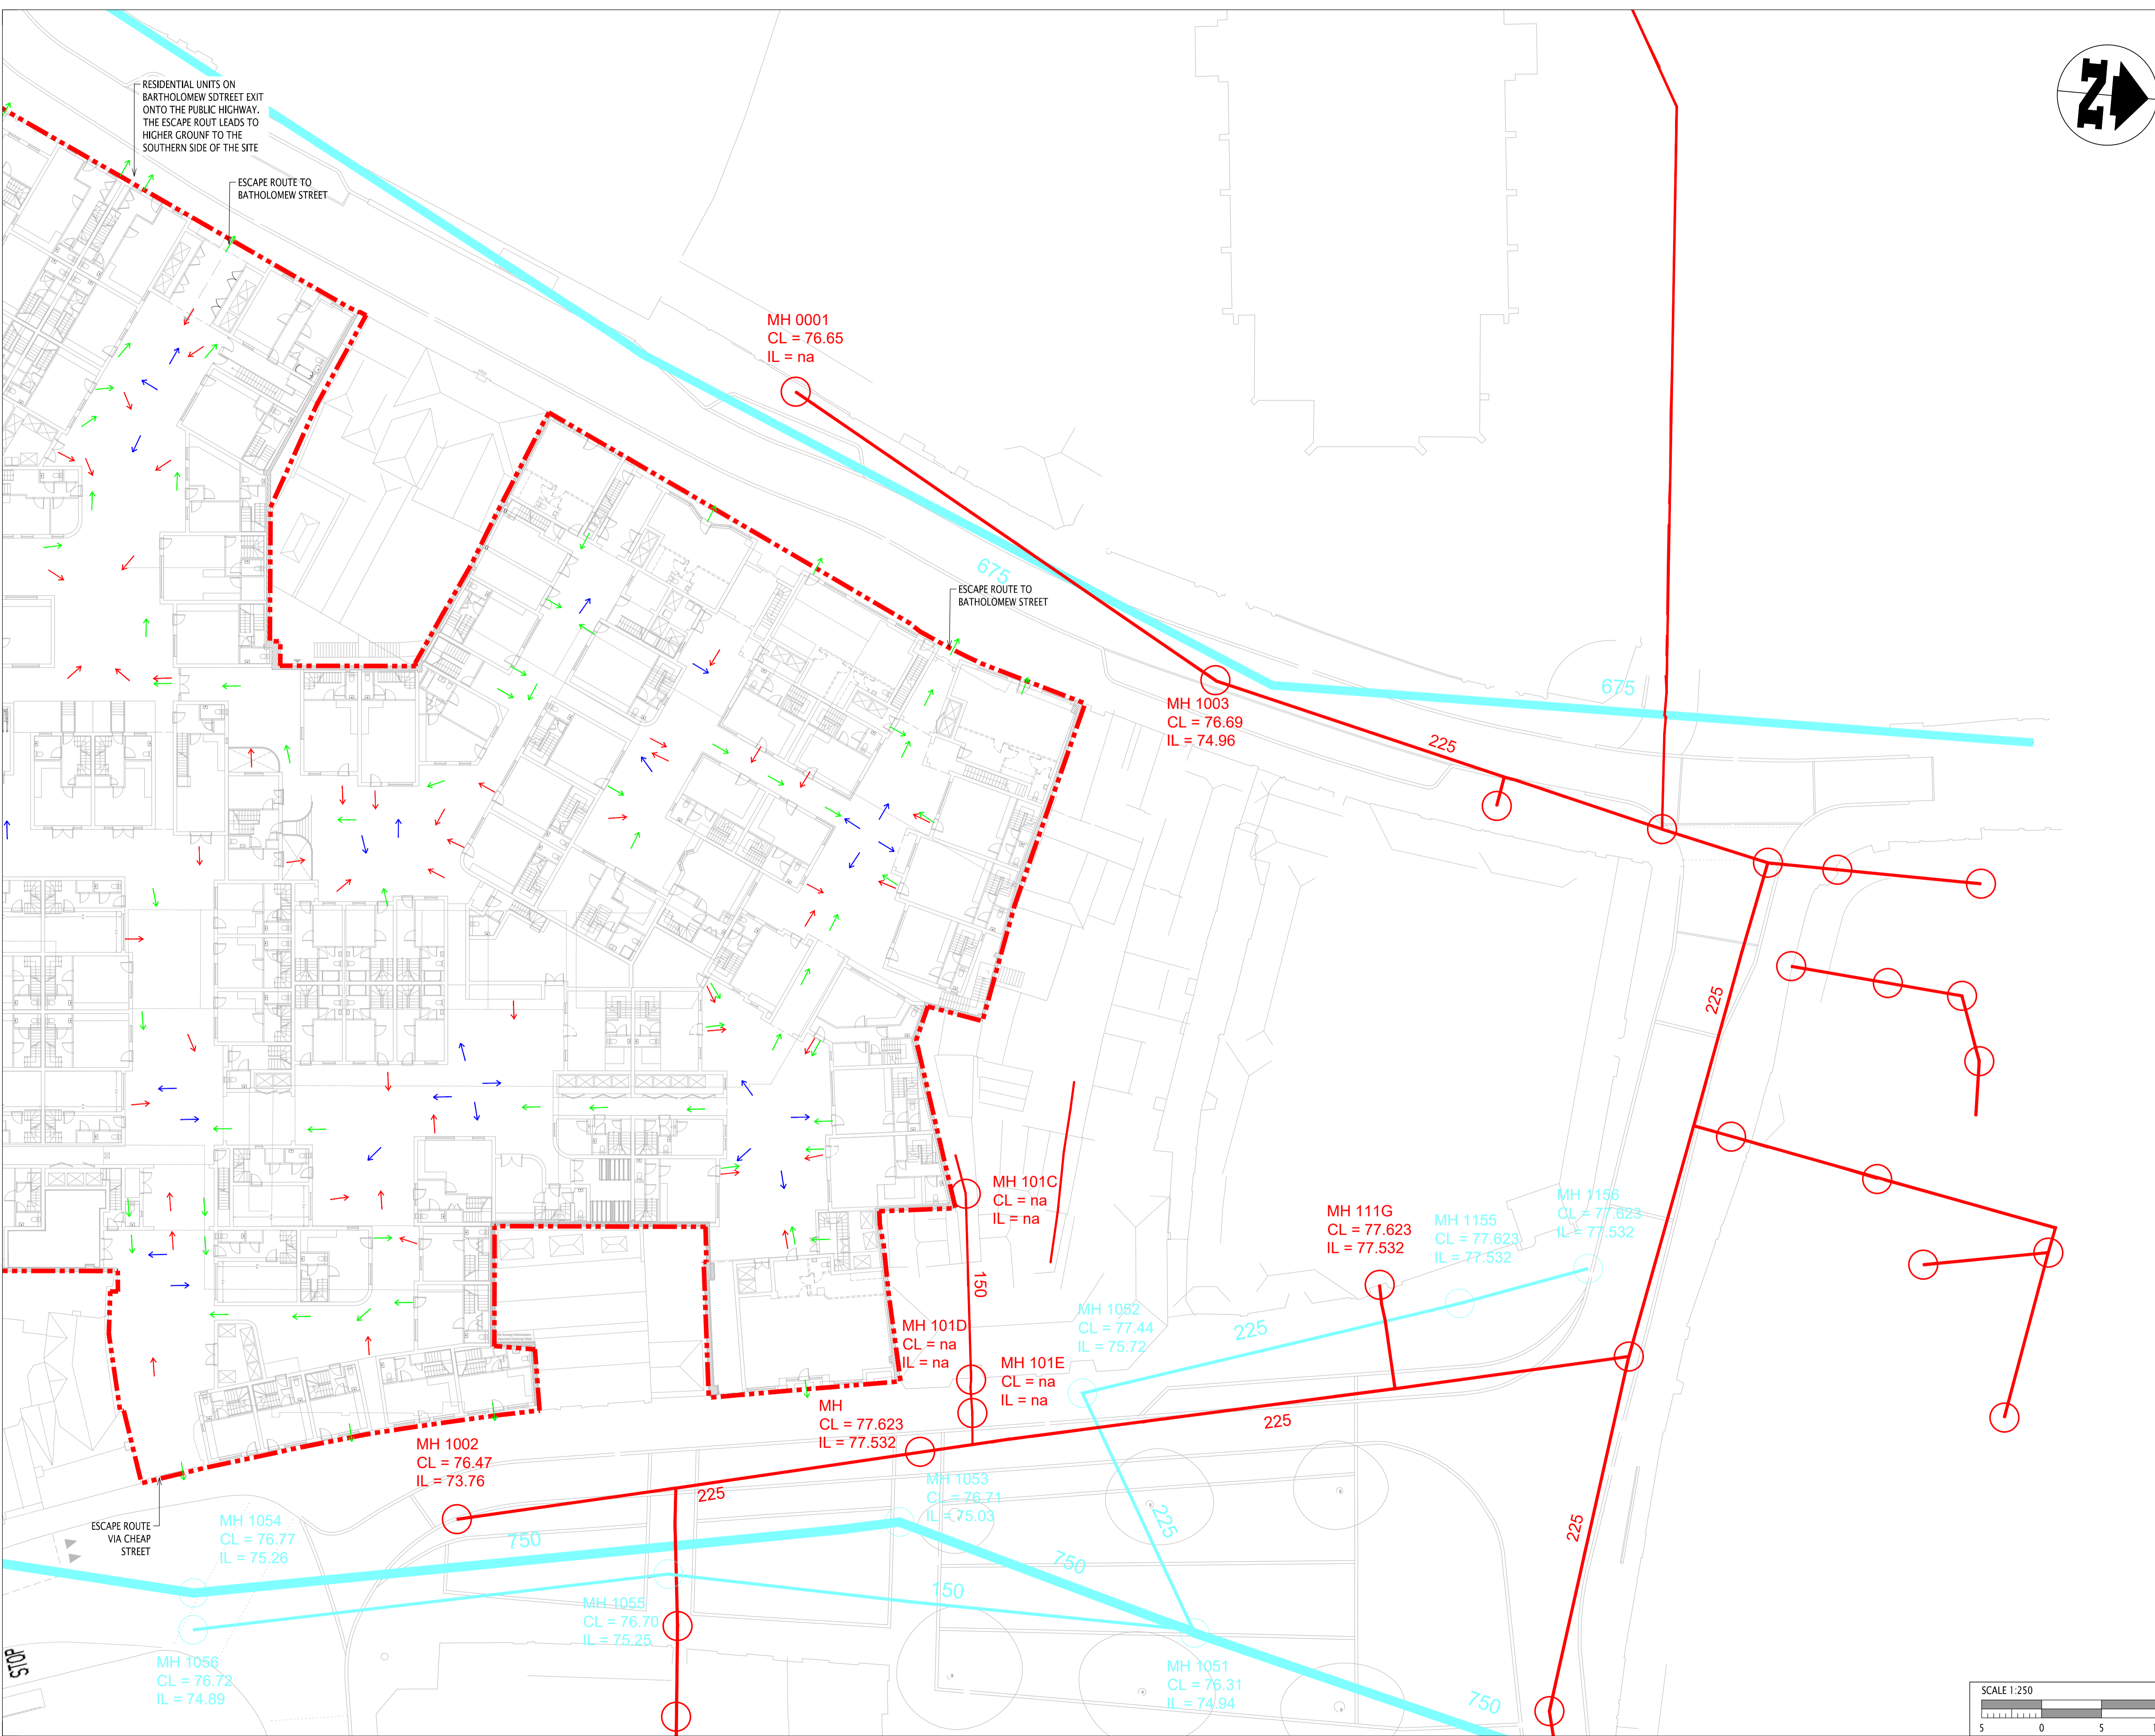 RESIDENTIAL UNITS ON
BARTHOLOMEW SDTREET EXIT
ONTO THE PUBLIC HIGHWAY.
THE ESCAPE ROUT LEADS TO
HIGHER GROUNF TO THE
SOUTHERN SIDE OF THE SITE
ESCAPE ROUTE TO
BATHOLOMEW STREET
N
MH 0001
CL = 76.65
IL = na
675
ESCAPE ROUTE TO
BATHOLOMEW STREET
675
MH 1003
CL = 76.69
IL = 74.96
225
225
MH 101C
CL = na
IL = na
150
MH 111G
CL = 77.623
IL = 77.532
MH 1155
CL = 77.623
IL = 77.532
MH 1156
CL = 77.623
IL = 77.532
MH 1052
CL = 77.44
IL = 75.72
225
MH 101D
CL = na
IL = na
MH 101E
CL = na
IL = na
MH
CL = 77.623
IL = 77.532
225
MH 1002
CL = 76.47
IL = 73.76
225
MH 1053
CL = 76.71
IL = 75.03
225
225
ESCAPE ROUTE
VIA CHEAP
STREET
MH 1054
CL = 76.77
IL = 75.26
750
750
150
MH 1055
CL = 76.70
IL = 75.25
STOP
MH 1056
CL = 76.72
IL = 74.89
MH 1051
CL = 76.31
IL = 74.94
750
SCALE 1:250
5 0 5